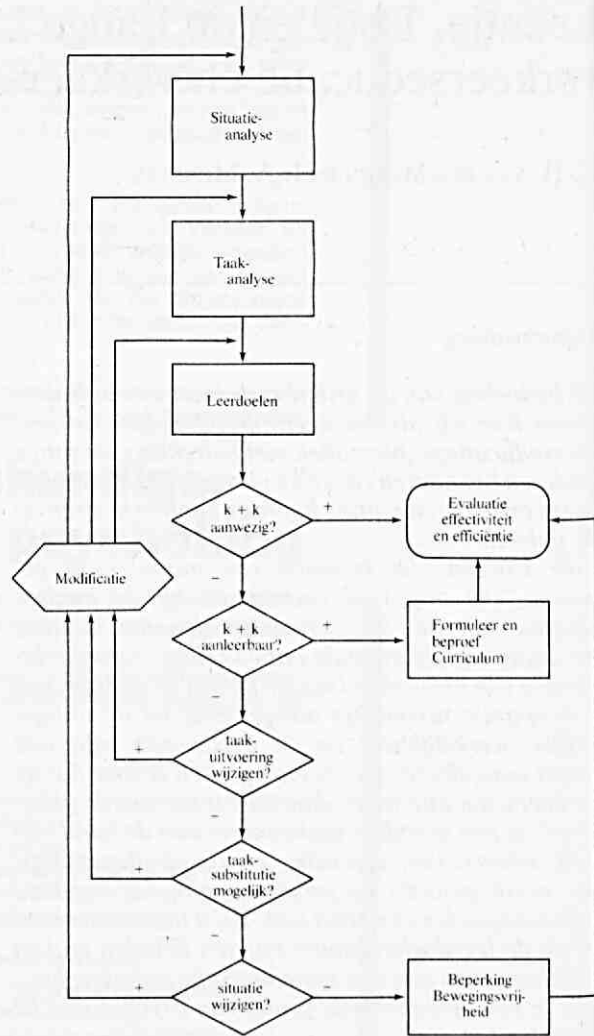 Situatie-
analyse
Taak-
analyse
Leerdoelen
k + k
aanwezig?
+
Evaluatie
effectiviteit
en efficiëntie
–
Modificatie
k + k
aanleerbaar?
+
Formuleer en
beproef
Curriculum
–
+
taak-
uitvoering
wijzigen?
–
+
taak-
substitutie
mogelijk?
–
+
situatie
wijzigen?
–
Beperking
Bewegingsvrij-
heid